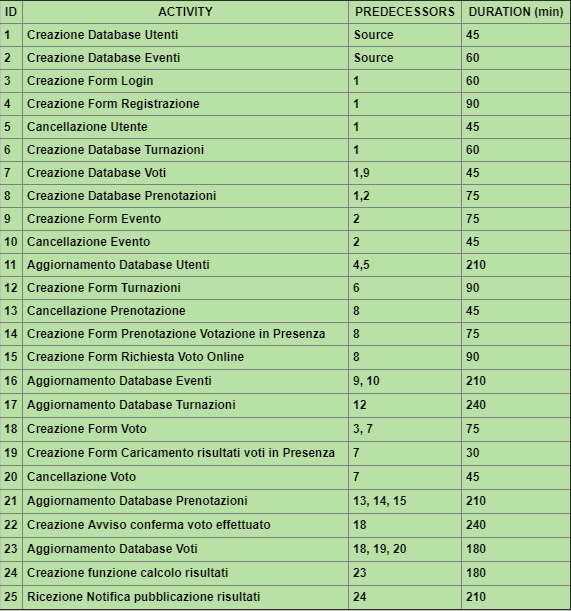 ID ACTIVITY PREDECESSORS DURATION (min)
1 Creazione Database Utenti Source 45
2 Creazione Database Eventi Source 60
3 Creazione Form Login 1 60
4 Creazione Form Registrazione 1 90
5 Cancellazione Utente 1 45
6 Creazione Database Turnazioni 1 60
7 Creazione Database Voti 1,9 45
8 Creazione Database Prenotazioni 1,2 75
9 Creazione Form Evento 2 75
10 Cancellazione Evento 2 45
11 Aggiornamento Database Utenti 4,5 210
12 Creazione Form Turnazioni 6 90
13 Cancellazione Prenotazione 8 45
14 Creazione Form Prenotazione Votazione in Presenza 8 75
15 Creazione Form Richiesta Voto Online 8 90
16 Aggiornamento Database Eventi 9, 10 210
17 Aggiornamento Database Turnazioni 12 240
18 Creazione Form Voto 3, 7 75
19 Creazione Form Caricamento risultati voti in Presenza 7 30
20 Cancellazione Voto 7 45
21 Aggiornamento Database Prenotazioni 13, 14, 15 210
22 Creazione Avviso conferma voto effettuato 18 240
23 Aggiornamento Database Voti 18, 19, 20 180
24 Creazione funzione calcolo risultati 23 180
25 Ricezione Notifica pubblicazione risultati 24 210